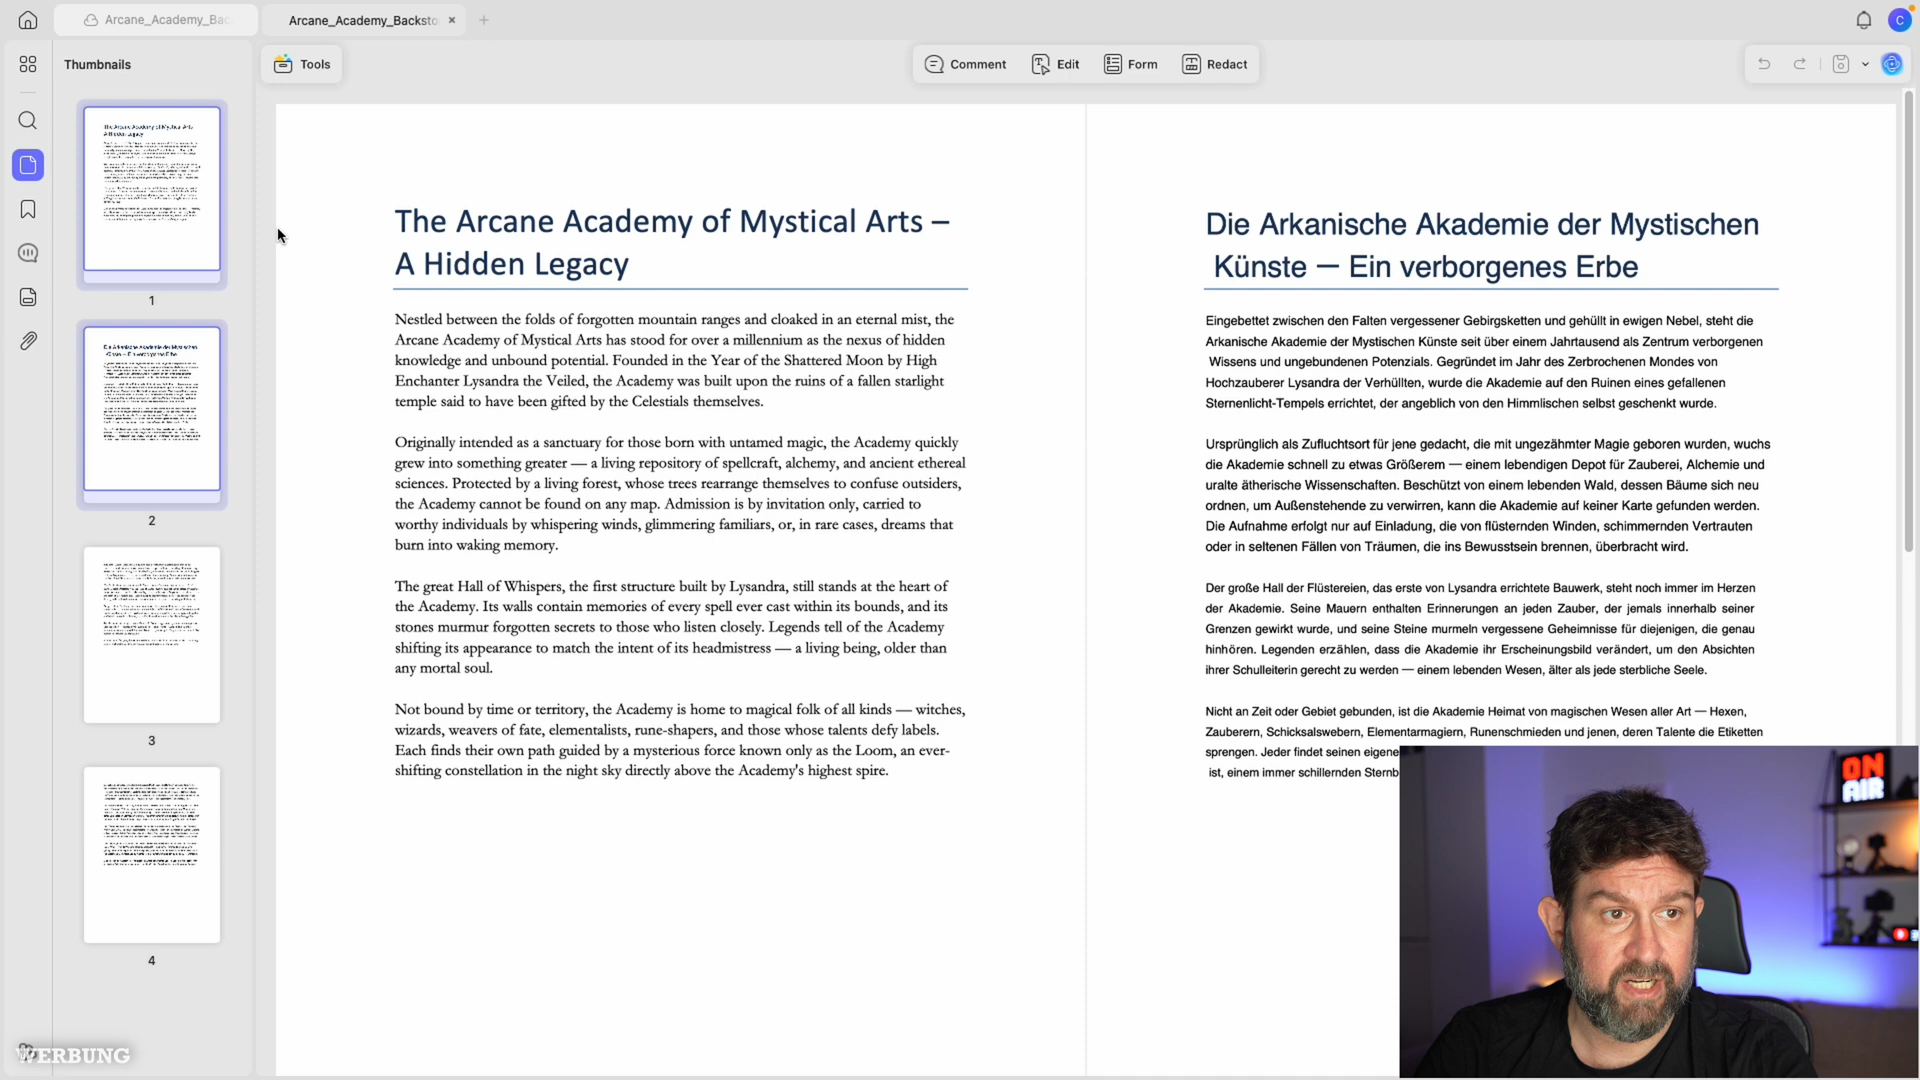 Arcane_Academy_Bac
Arcane_Academy_Backsto
C
Thumbnails
Tools
Comment
Edit
Form
Redact
1
2
3
4
The Arcane Academy of Mystical Arts –
A Hidden Legacy
Nestled between the folds of forgotten mountain ranges and cloaked in an eternal mist, the
Arcane Academy of Mystical Arts has stood for over a millennium as the nexus of hidden
knowledge and unbound potential. Founded in the Year of the Shattered Moon by High
Enchanter Lysandra the Veiled, the Academy was built upon the ruins of a fallen starlight
temple said to have been gifted by the Celestials themselves.
Originally intended as a sanctuary for those born with untamed magic, the Academy quickly
grew into something greater — a living repository of spellcraft, alchemy, and ancient ethereal
sciences. Protected by a living forest, whose trees rearrange themselves to confuse outsiders,
the Academy cannot be found on any map. Admission is by invitation only, carried to
worthy individuals by whispering winds, glimmering familiars, or, in rare cases, dreams that
burn into waking memory.
The great Hall of Whispers, the first structure built by Lysandra, still stands at the heart of
the Academy. Its walls contain memories of every spell ever cast within its bounds, and its
stones murmur forgotten secrets to those who listen closely. Legends tell of the Academy
shifting its appearance to match the intent of its headmistress — a living being, older than
any mortal soul.
Not bound by time or territory, the Academy is home to magical folk of all kinds — witches,
wizards, weavers of fate, elementalists, rune-shapers, and those whose talents defy labels.
Each finds their own path guided by a mysterious force known only as the Loom, an ever-
shifting constellation in the night sky directly above the Academy's highest spire.
Die Arkanische Akademie der Mystischen
Künste – Ein verborgenes Erbe
Eingebettet zwischen den Falten vergessener Gebirgsketten und gehüllt in ewigen Nebel, steht die
Arkanische Akademie der Mystischen Künste seit über einem Jahrtausend als Zentrum verborgenen
Wissens und ungebundenen Potenzials. Gegründet im Jahr des Zerbrochenen Mondes von
Hochzauberer Lysandra der Verhüllten, wurde die Akademie auf den Ruinen eines gefallenen
Sternenlicht-Tempels errichtet, der angeblich von den Himmlischen selbst geschenkt wurde.
Ursprünglich als Zufluchtsort für jene gedacht, die mit ungezähmter Magie geboren wurden, wuchs
die Akademie schnell zu etwas Größerem — einem lebendigen Depot für Zauberei, Alchemie und
uralte ätherische Wissenschaften. Beschützt von einem lebenden Wald, dessen Bäume sich neu
ordnen, um Außenstehende zu verwirren, kann die Akademie auf keiner Karte gefunden werden.
Die Aufnahme erfolgt nur auf Einladung, die von flüsternden Winden, schimmernden Vertrauten
oder in seltenen Fällen von Träumen, die ins Bewusstsein brennen, überbracht wird.
Der große Hall der Flüstereien, das erste von Lysandra errichtete Bauwerk, steht noch immer im Herzen
der Akademie. Seine Mauern enthalten Erinnerungen an jeden Zauber, der jemals innerhalb seiner
Grenzen gewirkt wurde, und seine Steine murmeln vergessene Geheimnisse für diejenigen, die genau
hinhören. Legenden erzählen, dass die Akademie ihr Erscheinungsbild verändert, um den Absichten
ihrer Schulleiterin gerecht zu werden — einem lebenden Wesen, älter als jede sterbliche Seele.
Nicht an Zeit oder Gebiet gebunden, ist die Akademie Heimat von magischen Wesen aller Art — Hexen,
Zauberern, Schicksalswebern, Elementarmagiern, Runenschmieden und jenen, deren Talente die Etiketten
sprengen. Jeder findet seinen eigene
ist, einem immer schillernden Sternb
ON
AIR
WERBUNG